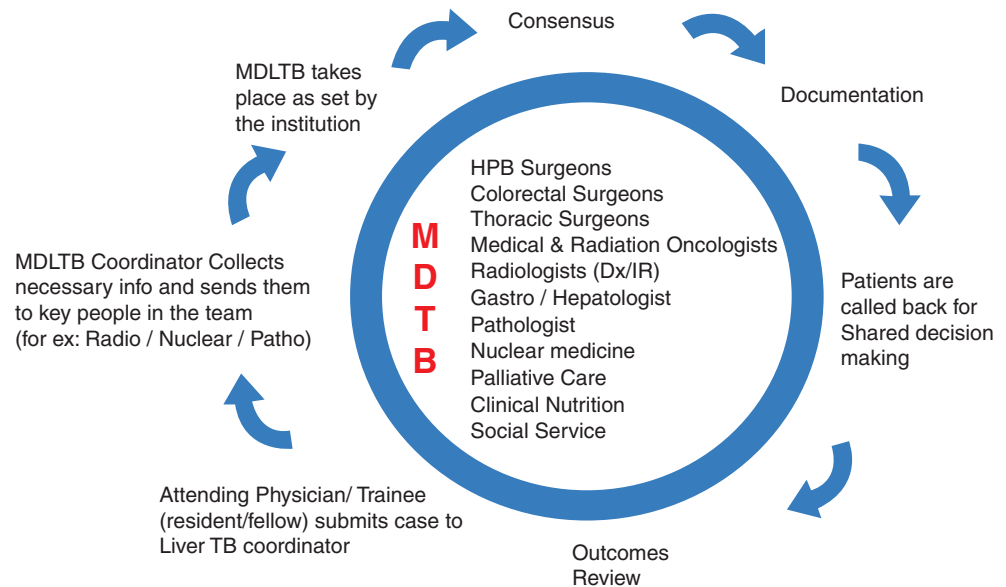 Consensus
Documentation
Patients are
called back for
Shared decision
making
Outcomes
Review
Attending Physician/ Trainee
(resident/fellow) submits case to
Liver TB coordinator
MDLTB Coordinator Collects
necessary info and sends them
to key people in the team
(for ex: Radio / Nuclear / Patho)
MDLTB takes
place as set by
the institution
M
D
T
B
HPB Surgeons
Colorectal Surgeons
Thoracic Surgeons
Medical & Radiation Oncologists
Radiologists (Dx/IR)
Gastro / Hepatologist
Pathologist
Nuclear medicine
Palliative Care
Clinical Nutrition
Social Service